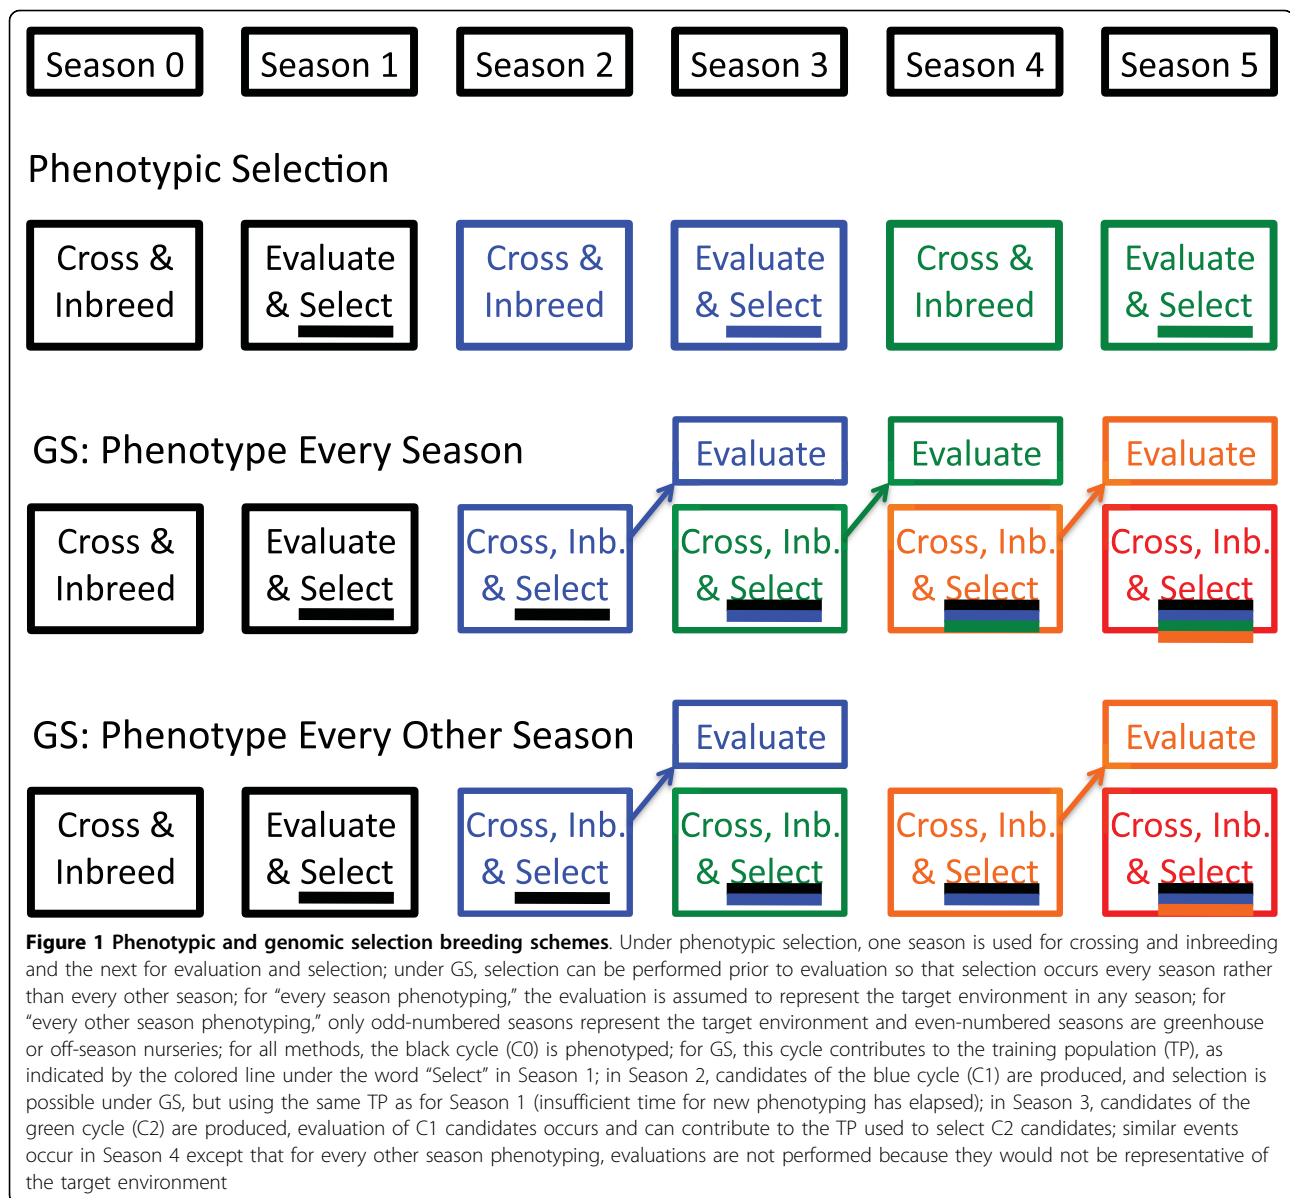 Season 0 Season 1 Season 2 Season 3 Season 4 Season 5
Phenotypic Selection
Cross & Evaluate Cross & Evaluate Cross & Evaluate
Inbreed & Select Inbreed & Select Inbreed & Select
GS: Phenotype Every Season Evaluate Evaluate Evaluate
Cross & Evaluate Cross, Inb. Cross, Inb. Cross, Inb. Cross, Inb.
Inbreed & Select & Select & Select & Select & Select
GS: Phenotype Every Other Season Evaluate Evaluate
Cross & Evaluate Cross, Inb. Cross, Inb. Cross, Inb. Cross, Inb.
Inbreed & Select & Select & Select & Select & Select
Figure 1 Phenotypic and genomic selection breeding schemes. Under phenotypic selection, one season is used for crossing and inbreeding
and the next for evaluation and selection; under GS, selection can be performed prior to evaluation so that selection occurs every season rather
than every other season; for “every season phenotyping,” the evaluation is assumed to represent the target environment in any season; for
“every other season phenotyping,” only odd-numbered seasons represent the target environment and even-numbered seasons are greenhouse
or off-season nurseries; for all methods, the black cycle (C0) is phenotyped; for GS, this cycle contributes to the training population (TP), as
indicated by the colored line under the word “Select” in Season 1; in Season 2, candidates of the blue cycle (C1) are produced, and selection is
possible under GS, but using the same TP as for Season 1 (insufficient time for new phenotyping has elapsed); in Season 3, candidates of the
green cycle (C2) are produced, evaluation of C1 candidates occurs and can contribute to the TP used to select C2 candidates; similar events
occur in Season 4 except that for every other season phenotyping, evaluations are not performed because they would not be representative of
the target environment